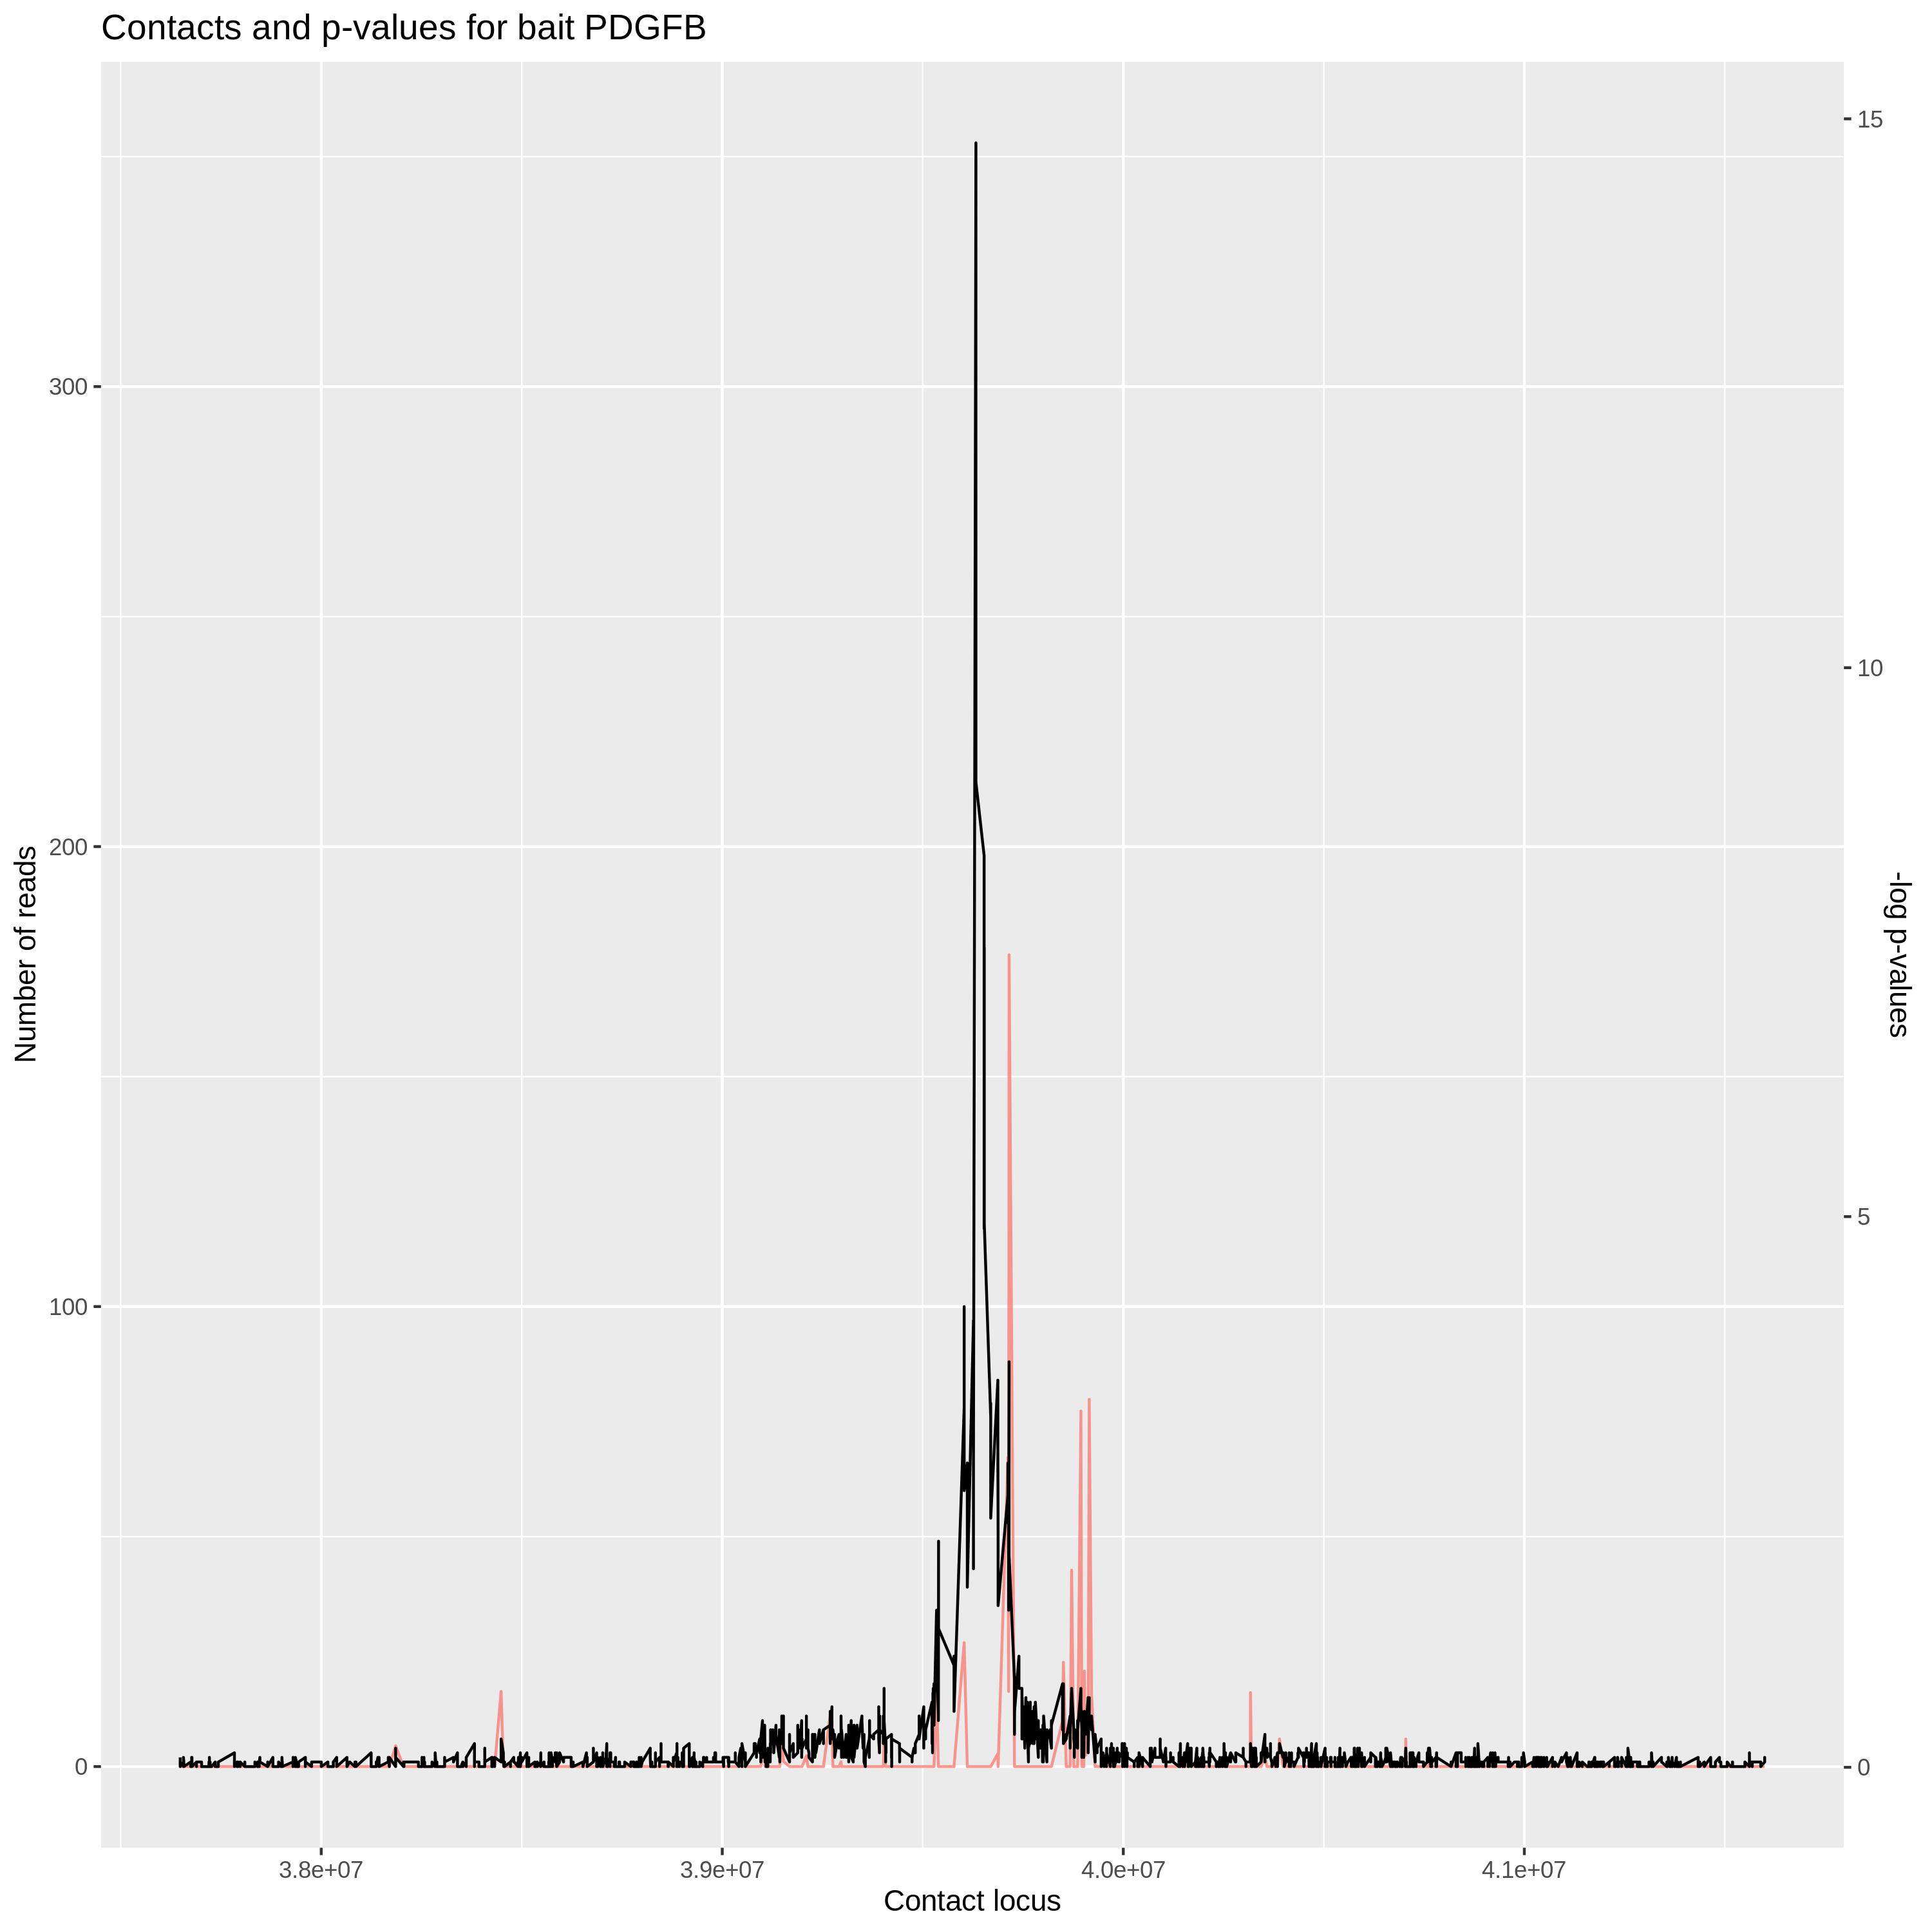 Contacts and p-values for bait PDGFB
15
300
10
200
Number of reads
-log p-values
5
100
0
0
3.8e+07
3.9e+07
4.0e+07
4.1e+07
Contact locus